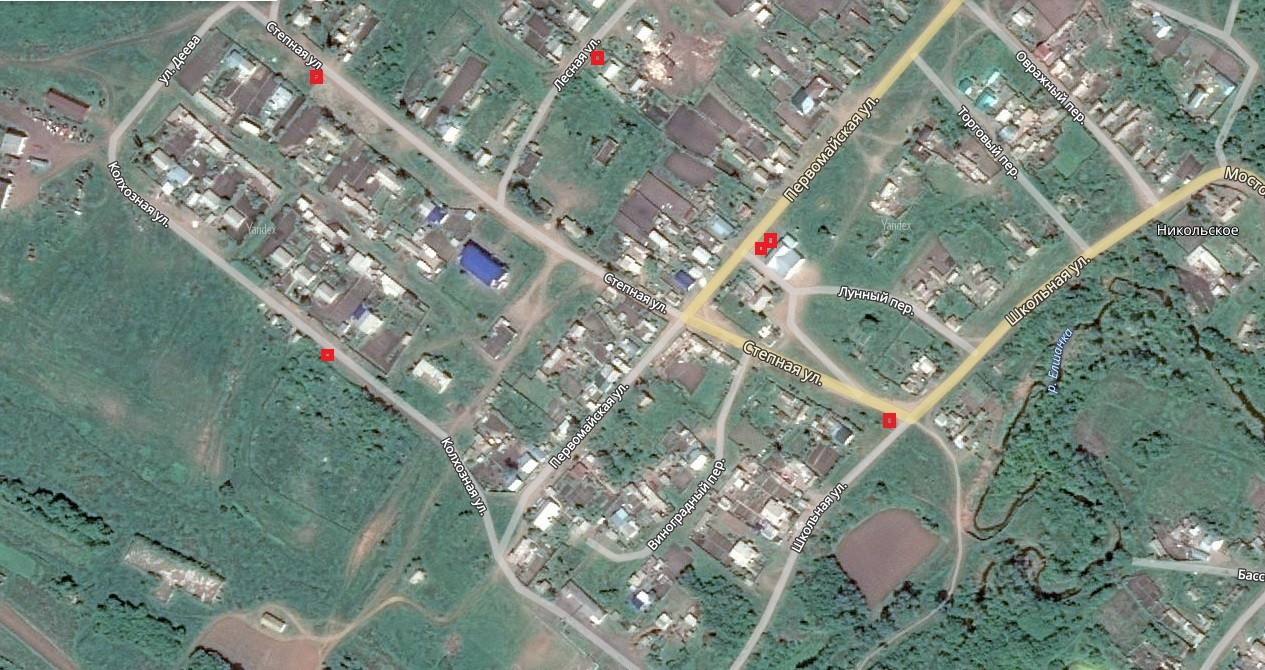 Степная ул.
ул. Деева
Лесная ул.
Первомайская ул.
Овражный пер.
Торговый пер.
Колхозная ул.
Yandex
Yandex
Мосто
Никольское
Степная ул.
Лунный пер.
Школьная ул.
р. Елшанка
Степная ул.
Первомайская ул.
Колхозная ул.
Виноградный пер.
Школьная ул.
Басс